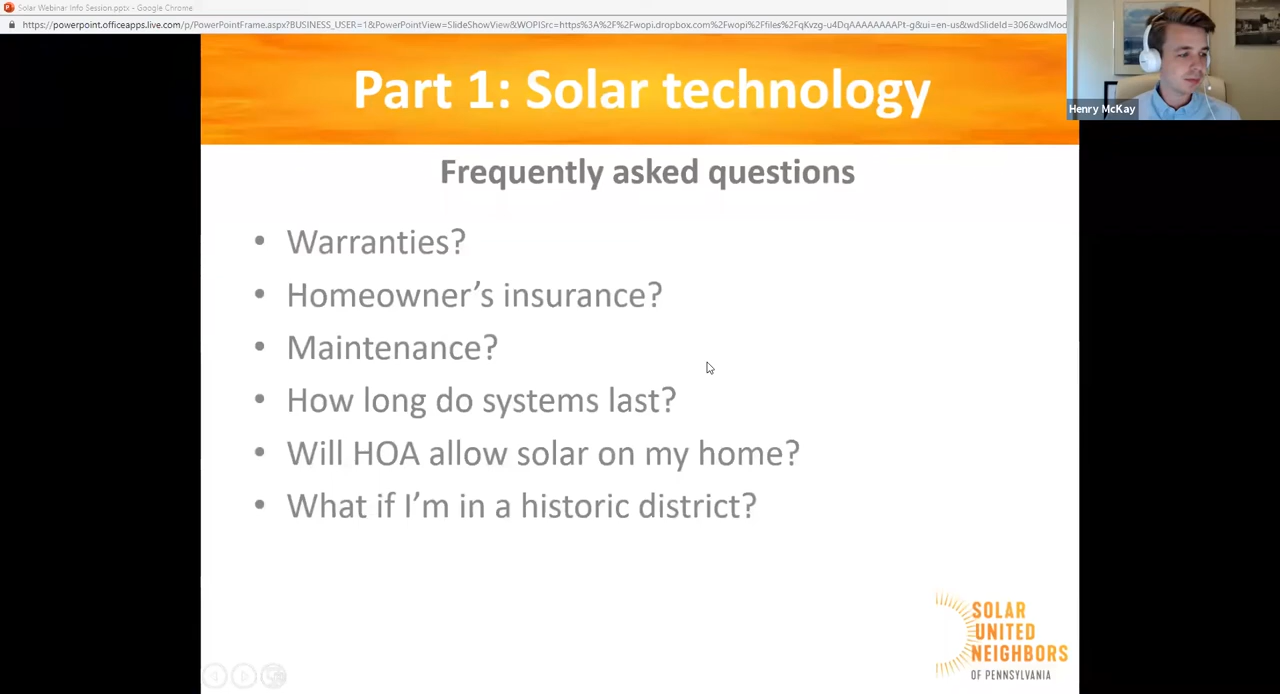 Solar Webinar Info Session.pptx - Google Chrome
https://powerpoint.officeapps.live.com/p/PowerPointFrame.aspx?BUSINESS_USER=1&PowerPointView=SlideShowView&WOPISrc=https%3A%2F%2Fwopi.dropbox.com%2Fwopi%2Ffiles%2FqKvzg-u4DqAAAAAAAAPt-g&ui=en-us&wdSlideId=306&wdMod
Henry McKay
Part 1: Solar technology
Frequently asked questions
• Warranties?
• Homeowner's insurance?
• Maintenance?
• How long do systems last?
• Will HOA allow solar on my home?
• What if I'm in a historic district?
SOLAR
UNITED
NEIGHBORS
OF PENNSYLVANIA